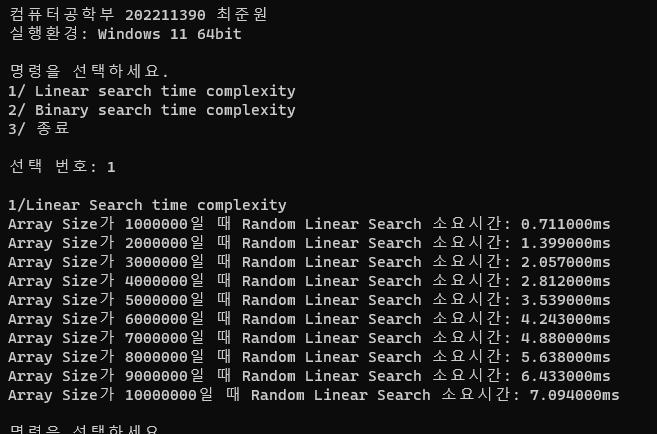 컴퓨터공학부 202211390 최준원
실행환경: Windows 11 64bit
명령을 선택하세요.
1/ Linear search time complexity
2/ Binary search time complexity
3/ 종료
선택 번호: 1
1/Linear Search time complexity
Array Size가 1000000일 때 Random Linear Search 소요시간: 0.711000ms
Array Size가 2000000일 때 Random Linear Search 소요시간: 1.399000ms
Array Size가 3000000일 때 Random Linear Search 소요시간: 2.057000ms
Array Size가 4000000일 때 Random Linear Search 소요시간: 2.812000ms
Array Size가 5000000일 때 Random Linear Search 소요시간: 3.539000ms
Array Size가 6000000일 때 Random Linear Search 소요시간: 4.243000ms
Array Size가 7000000일 때 Random Linear Search 소요시간: 4.880000ms
Array Size가 8000000일 때 Random Linear Search 소요시간: 5.638000ms
Array Size가 9000000일 때 Random Linear Search 소요시간: 6.433000ms
Array Size가 10000000일 때 Random Linear Search 소요시간: 7.094000ms
명령을 선택하세요